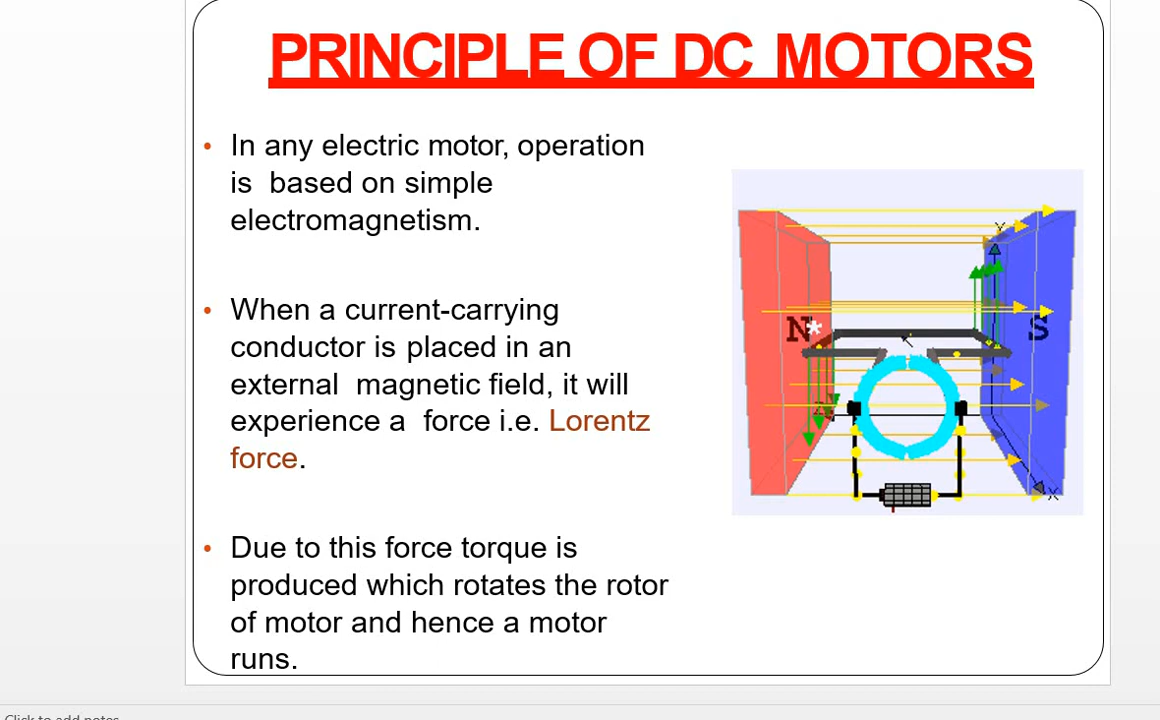 PRINCIPLE OF DC MOTORS
• In any electric motor, operation
is based on simple
electromagnetism.
• When a current-carrying
conductor is placed in an
external magnetic field, it will
experience a force i.e. Lorentz
force.
• Due to this force torque is
produced which rotates the rotor
of motor and hence a motor
runs.
Y
N*
S
X
Click to add notes